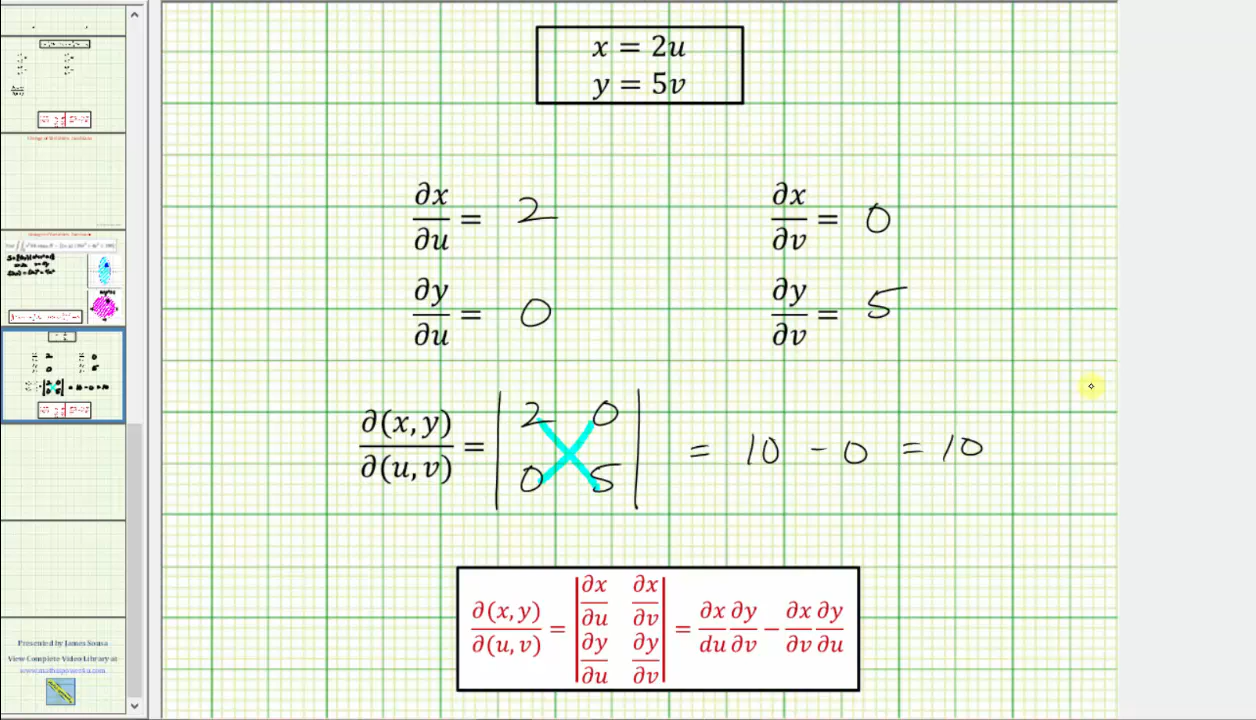 x = 2u
y = 5v
∂x/∂u = 2
∂x/∂v = 0
∂y/∂u = 0
∂y/∂v = 5
∂(x, y)/∂(u, v) = |2 0
0 5| = 10 - 0 = 10
∂(x, y)/∂(u, v) = |∂x/∂u ∂x/∂v
∂y/∂u ∂y/∂v| = ∂x/du ∂y/∂v − ∂x/∂v ∂y/∂u
Presented by James Sousa
View Complete Video Library at